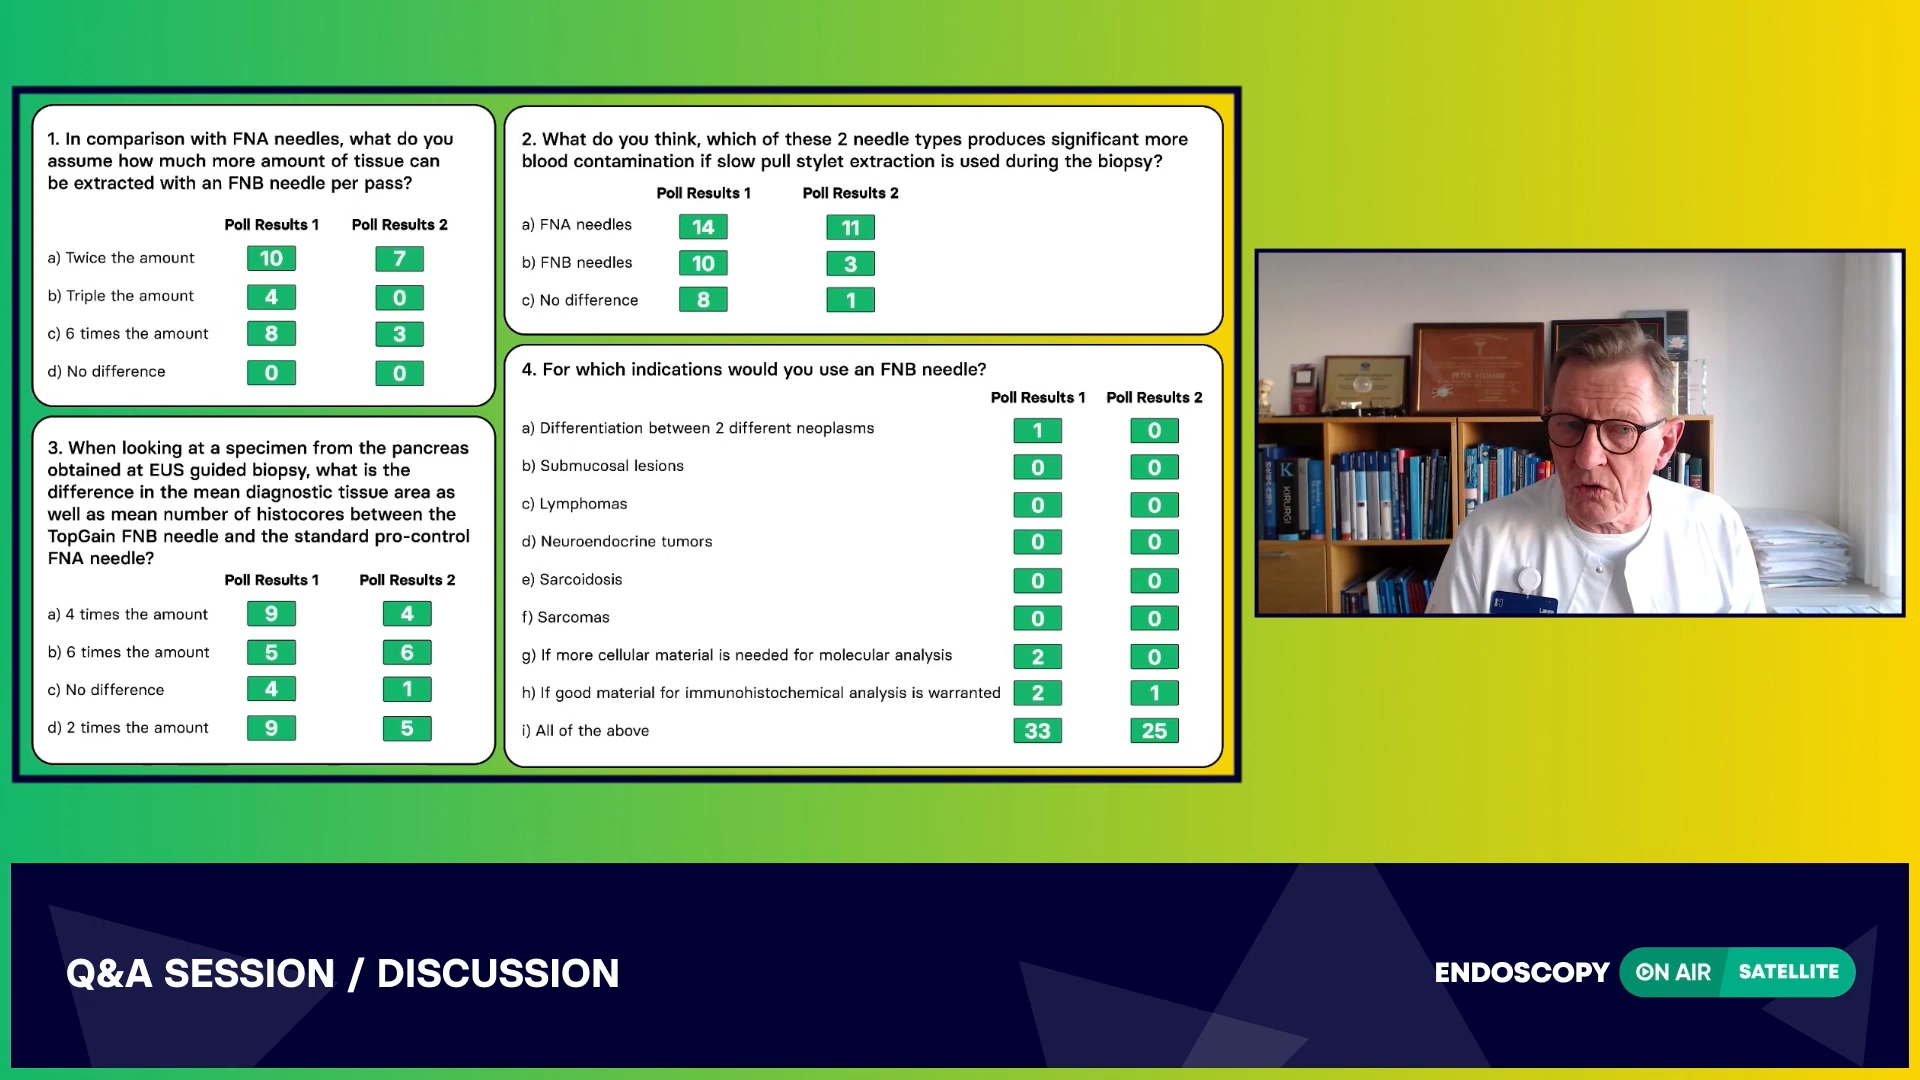 1. In comparison with FNA needles, what do you
assume how much more amount of tissue can
be extracted with an FNB needle per pass?
Poll Results 1 Poll Results 2
a) Twice the amount 10 7
b) Triple the amount 4 0
c) 6 times the amount 8 3
d) No difference 0 0
2. What do you think, which of these 2 needle types produces significant more
blood contamination if slow pull stylet extraction is used during the biopsy?
Poll Results 1 Poll Results 2
a) FNA needles 14 11
b) FNB needles 10 3
c) No difference 8 1
3. When looking at a specimen from the pancreas
obtained at EUS guided biopsy, what is the
difference in the mean diagnostic tissue area as
well as mean number of histocores between the
TopGain FNB needle and the standard pro-control
FNA needle?
Poll Results 1 Poll Results 2
a) 4 times the amount 9 4
b) 6 times the amount 5 6
c) No difference 4 1
d) 2 times the amount 9 5
4. For which indications would you use an FNB needle?
Poll Results 1 Poll Results 2
a) Differentiation between 2 different neoplasms 1 0
b) Submucosal lesions 0 0
c) Lymphomas 0 0
d) Neuroendocrine tumors 0 0
e) Sarcoidosis 0 0
f) Sarcomas 0 0
g) If more cellular material is needed for molecular analysis 2 0
h) If good material for immunohistochemical analysis is warranted 2 1
i) All of the above 33 25
KIRURGI
Q&A SESSION / DISCUSSION
ENDOSCOPY ON AIR SATELLITE